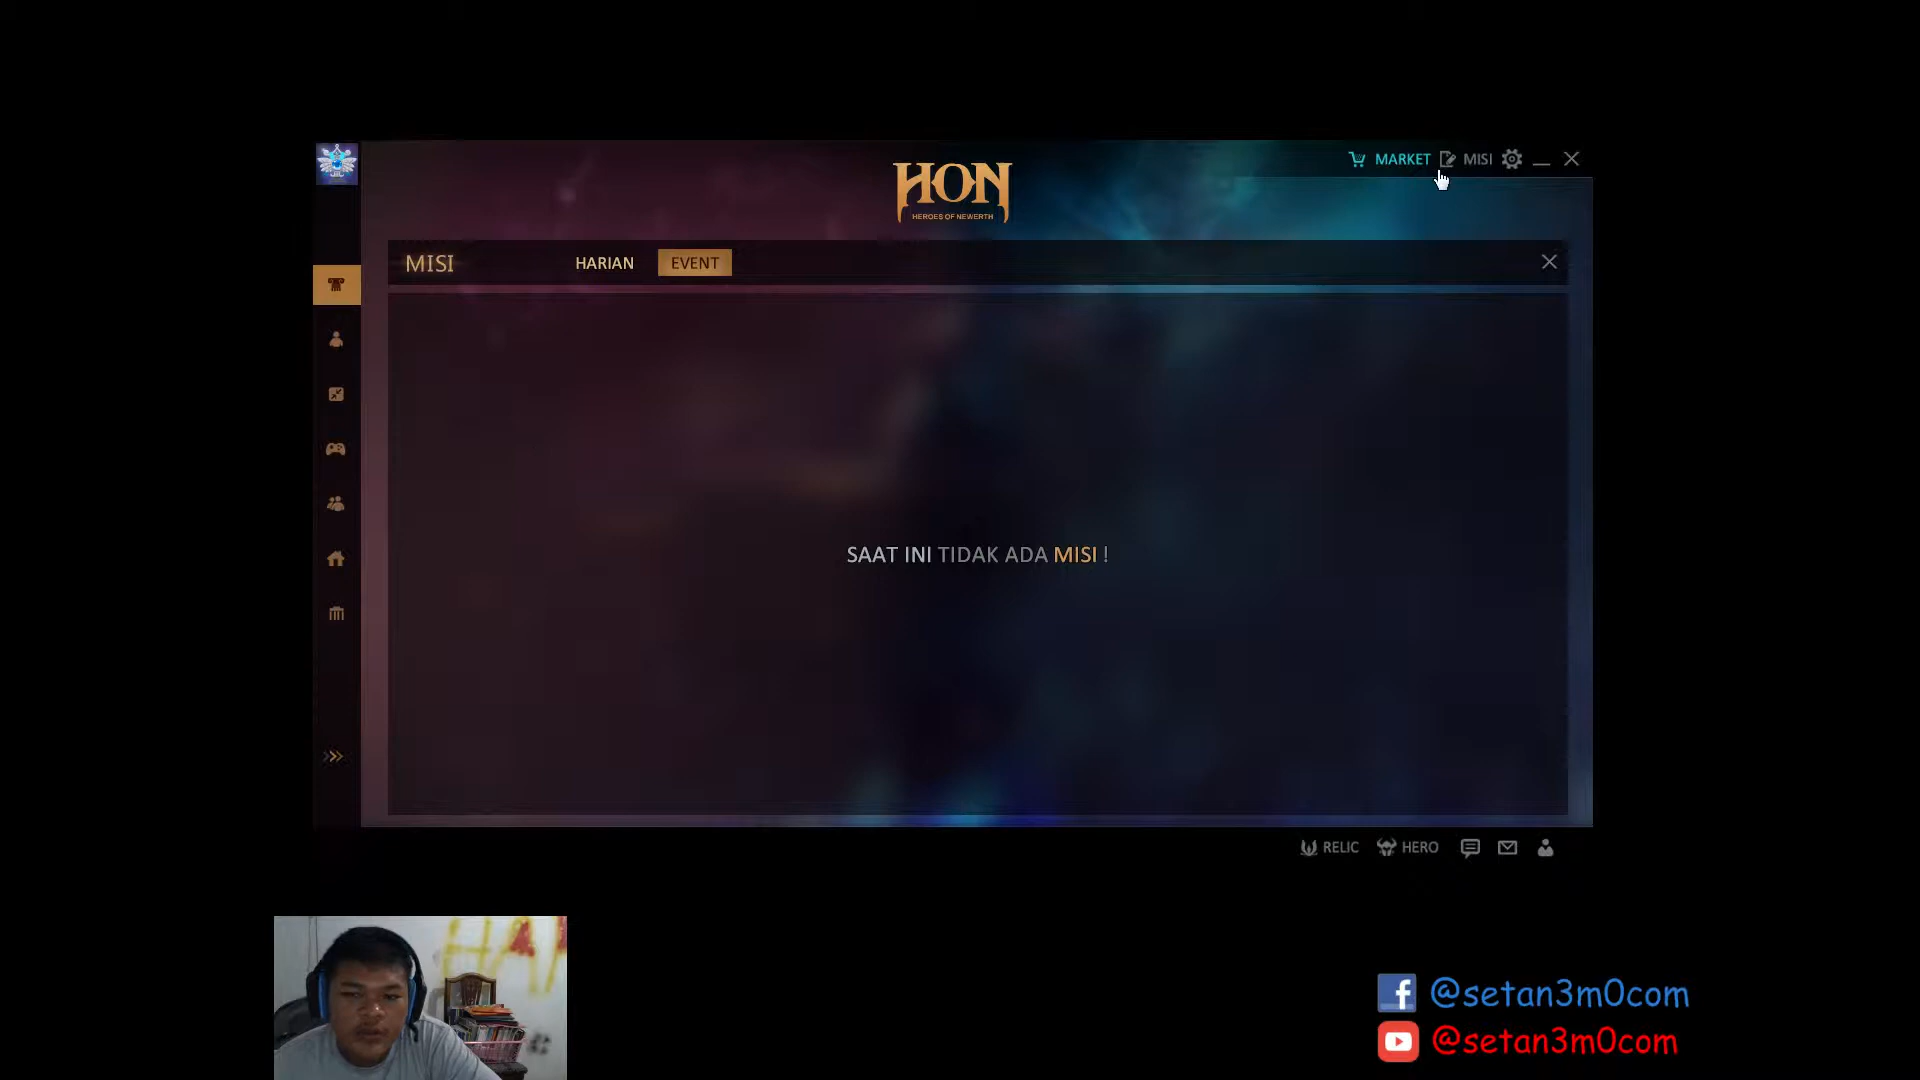 MARKET MISI
HON
HEROES OF NEWERTH
MISI HARIAN EVENT
SAAT INI TIDAK ADA MISI !
RELIC HERO
@setan3m0com
@setan3m0com